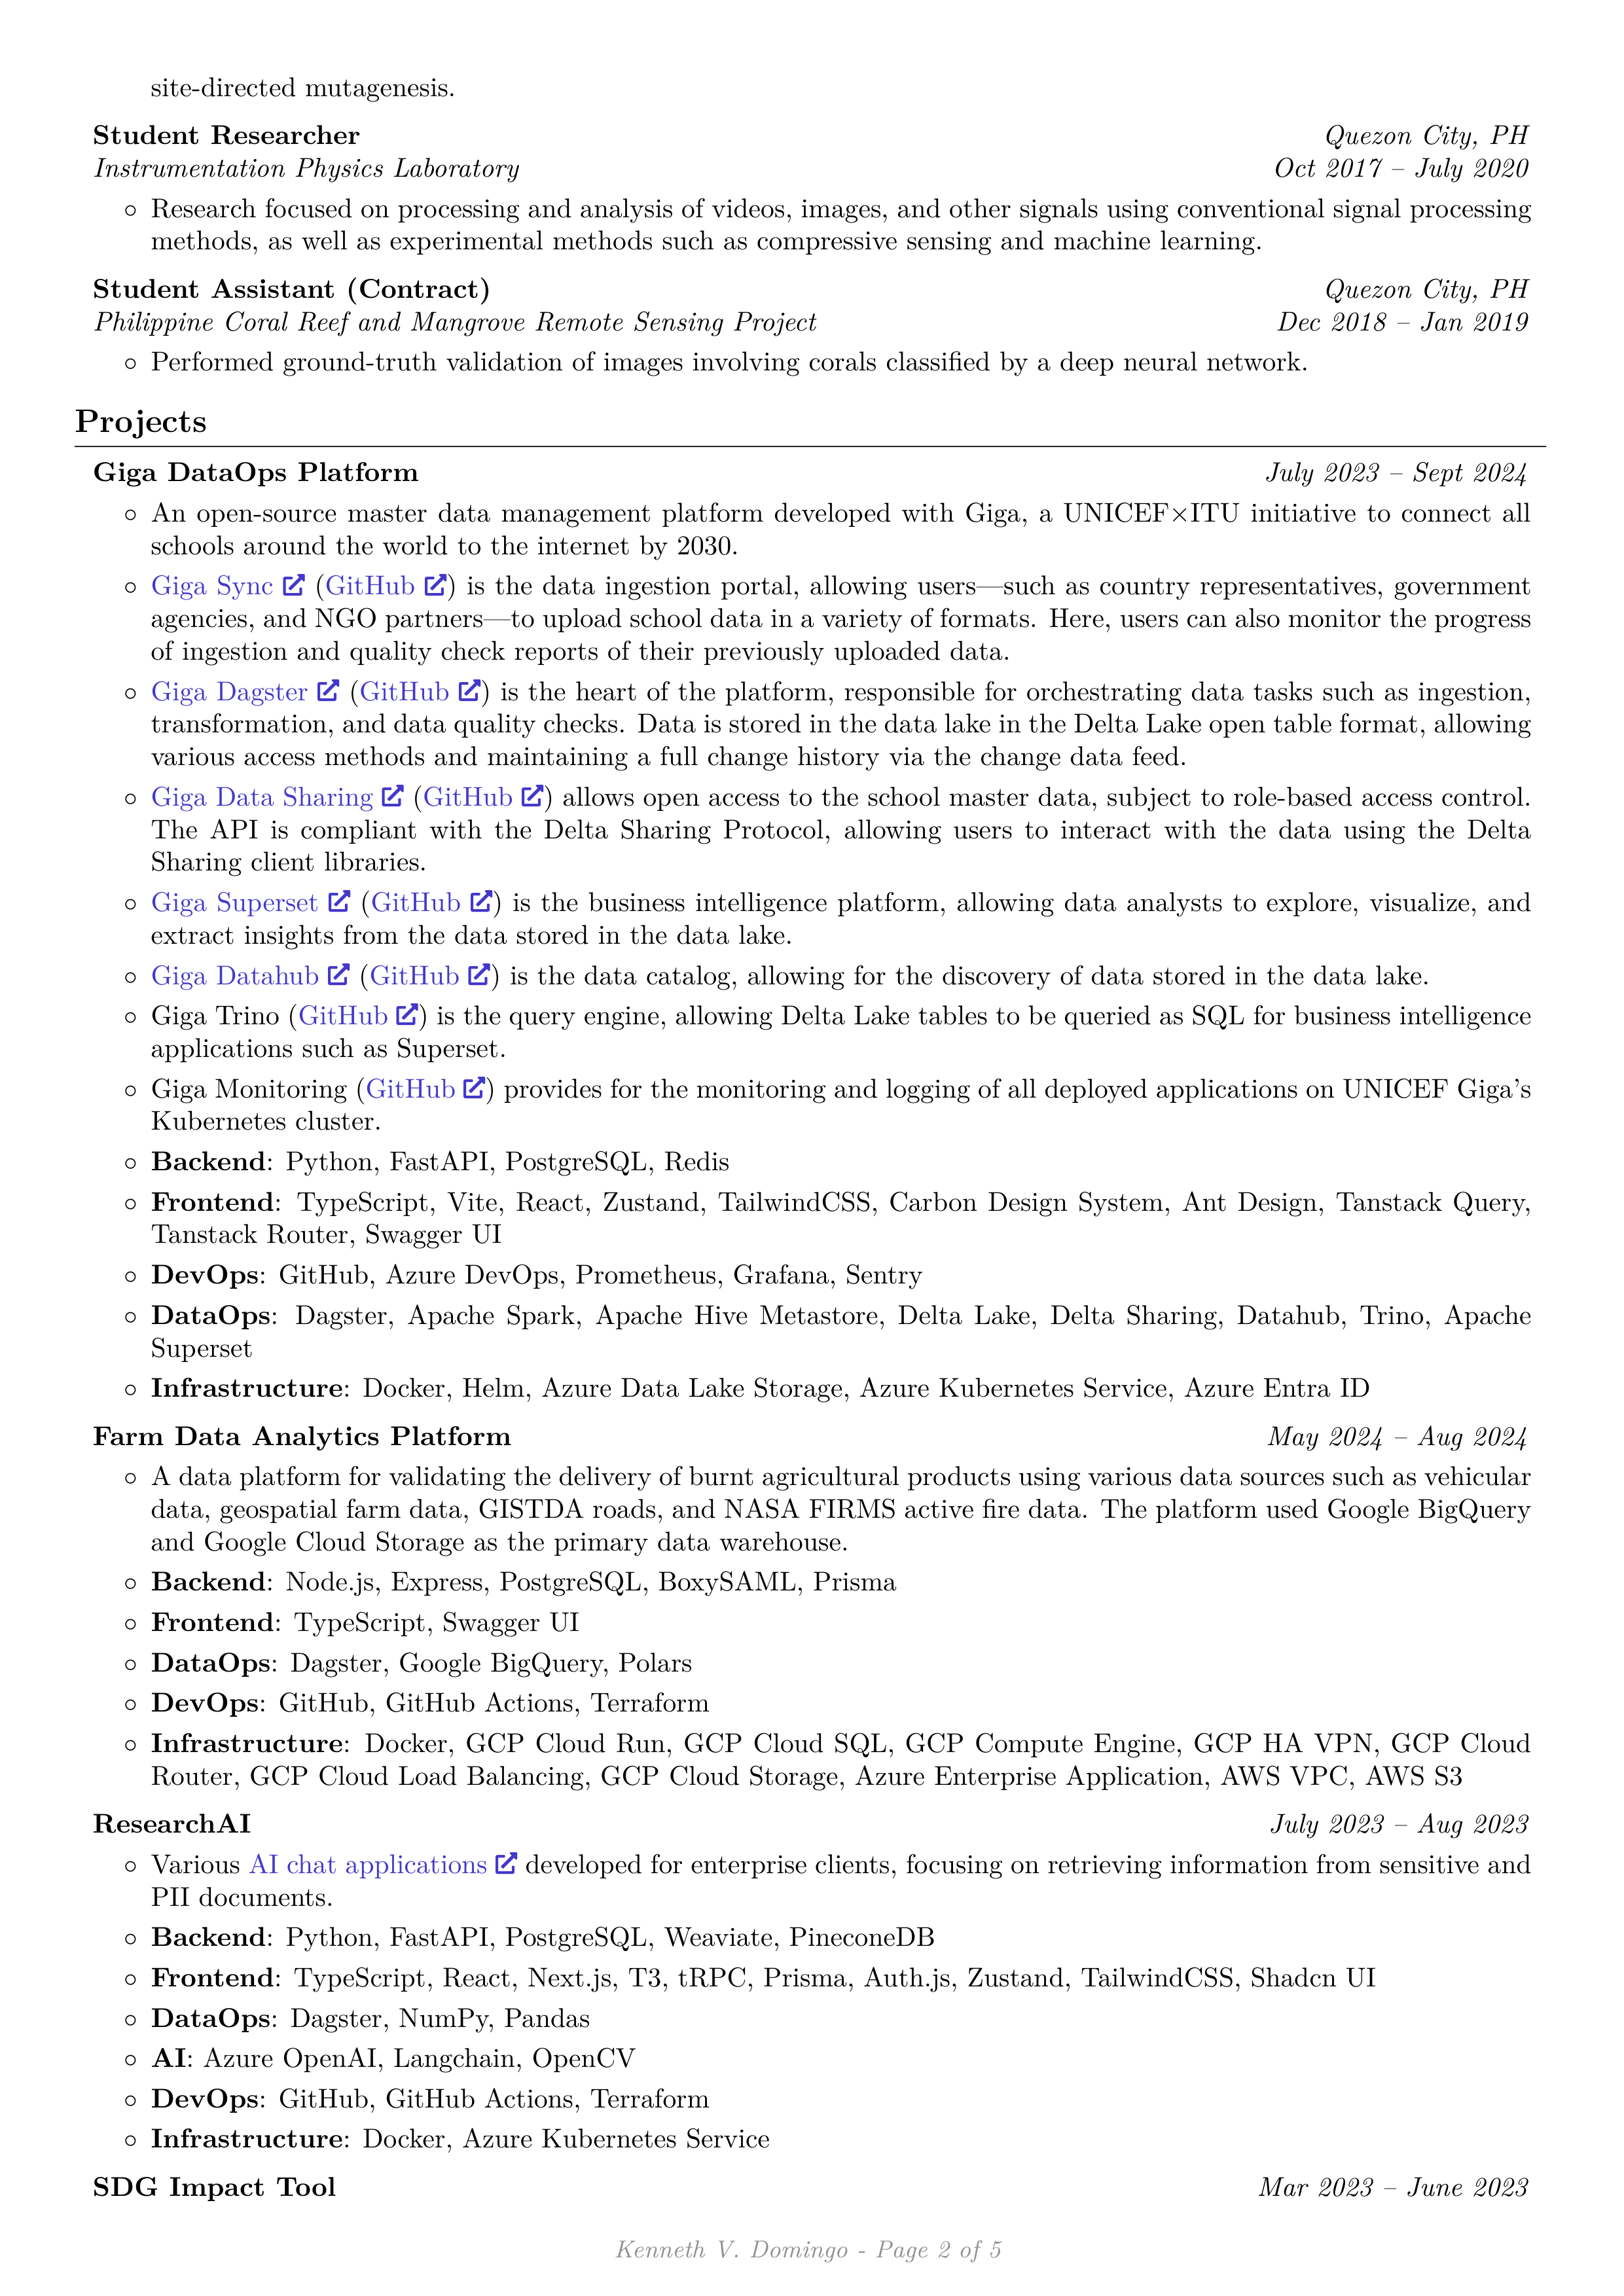 site-directed mutagenesis.
Student Researcher Quezon City, PH
Instrumentation Physics Laboratory Oct 2017 – July 2020
◦ Research focused on processing and analysis of videos, images, and other signals using conventional signal processing
methods, as well as experimental methods such as compressive sensing and machine learning.
Student Assistant (Contract) Quezon City, PH
Philippine Coral Reef and Mangrove Remote Sensing Project Dec 2018 – Jan 2019
◦ Performed ground-truth validation of images involving corals classified by a deep neural network.
Projects
Giga DataOps Platform July 2023 – Sept 2024
◦ An open-source master data management platform developed with Giga, a UNICEF×ITU initiative to connect all
schools around the world to the internet by 2030.
◦ Giga Sync (GitHub) is the data ingestion portal, allowing users—such as country representatives, government
agencies, and NGO partners—to upload school data in a variety of formats. Here, users can also monitor the progress
of ingestion and quality check reports of their previously uploaded data.
◦ Giga Dagster (GitHub) is the heart of the platform, responsible for orchestrating data tasks such as ingestion,
transformation, and data quality checks. Data is stored in the data lake in the Delta Lake open table format, allowing
various access methods and maintaining a full change history via the change data feed.
◦ Giga Data Sharing (GitHub) allows open access to the school master data, subject to role-based access control.
The API is compliant with the Delta Sharing Protocol, allowing users to interact with the data using the Delta
Sharing client libraries.
◦ Giga Superset (GitHub) is the business intelligence platform, allowing data analysts to explore, visualize, and
extract insights from the data stored in the data lake.
◦ Giga Datahub (GitHub) is the data catalog, allowing for the discovery of data stored in the data lake.
◦ Giga Trino (GitHub) is the query engine, allowing Delta Lake tables to be queried as SQL for business intelligence
applications such as Superset.
◦ Giga Monitoring (GitHub) provides for the monitoring and logging of all deployed applications on UNICEF Giga's
Kubernetes cluster.
◦ Backend: Python, FastAPI, PostgreSQL, Redis
◦ Frontend: TypeScript, Vite, React, Zustand, TailwindCSS, Carbon Design System, Ant Design, Tanstack Query,
Tanstack Router, Swagger UI
◦ DevOps: GitHub, Azure DevOps, Prometheus, Grafana, Sentry
◦ DataOps: Dagster, Apache Spark, Apache Hive Metastore, Delta Lake, Delta Sharing, Datahub, Trino, Apache
Superset
◦ Infrastructure: Docker, Helm, Azure Data Lake Storage, Azure Kubernetes Service, Azure Entra ID
Farm Data Analytics Platform May 2024 – Aug 2024
◦ A data platform for validating the delivery of burnt agricultural products using various data sources such as vehicular
data, geospatial farm data, GISTDA roads, and NASA FIRMS active fire data. The platform used Google BigQuery
and Google Cloud Storage as the primary data warehouse.
◦ Backend: Node.js, Express, PostgreSQL, BoxySAML, Prisma
◦ Frontend: TypeScript, Swagger UI
◦ DataOps: Dagster, Google BigQuery, Polars
◦ DevOps: GitHub, GitHub Actions, Terraform
◦ Infrastructure: Docker, GCP Cloud Run, GCP Cloud SQL, GCP Compute Engine, GCP HA VPN, GCP Cloud
Router, GCP Cloud Load Balancing, GCP Cloud Storage, Azure Enterprise Application, AWS VPC, AWS S3
ResearchAI July 2023 – Aug 2023
◦ Various AI chat applications developed for enterprise clients, focusing on retrieving information from sensitive and
PII documents.
◦ Backend: Python, FastAPI, PostgreSQL, Weaviate, PineconeDB
◦ Frontend: TypeScript, React, Next.js, T3, tRPC, Prisma, Auth.js, Zustand, TailwindCSS, Shadcn UI
◦ DataOps: Dagster, NumPy, Pandas
◦ AI: Azure OpenAI, Langchain, OpenCV
◦ DevOps: GitHub, GitHub Actions, Terraform
◦ Infrastructure: Docker, Azure Kubernetes Service
SDG Impact Tool Mar 2023 – June 2023
Kenneth V. Domingo - Page 2 of 5